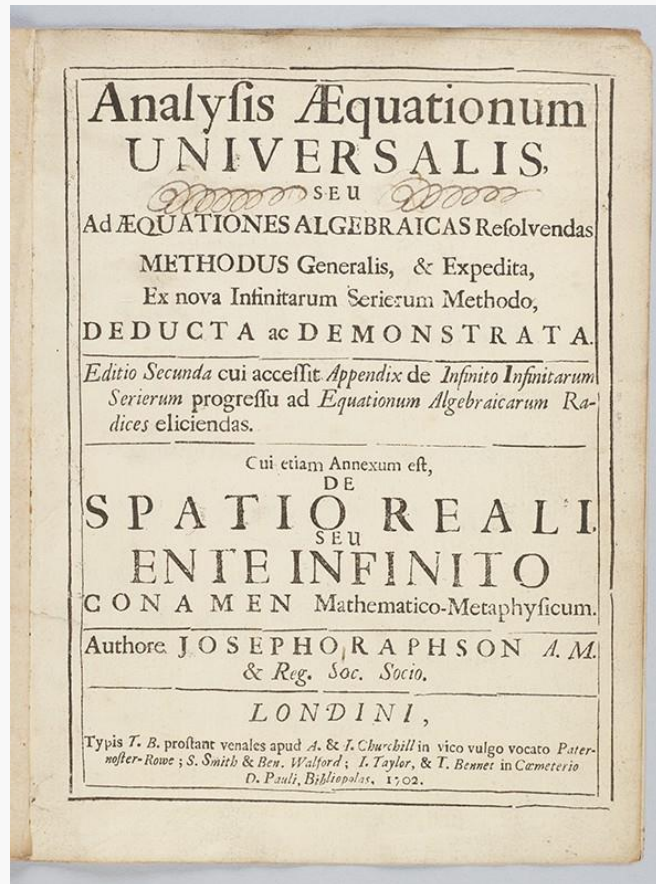 Analyſis Æquationum
UNIVERSALIS,
SEU
Ad ÆQUATIONES ALGEBRAICAS Reſolvendas
METHODUS Generalis, & Expedita,
Ex nova Infinitarum Serierum Methodo,
DEDUCTA ac DEMONSTRATA.
Editio Secunda cui acceſſit Appendix de Infinito Infinitarum
Serierum progreſſu ad Equationum Algebraicarum Ra-
dices eliciendas.
Cui etiam Annexum eſt,
DE
SPATIO REALI,
SEU
ENTE INFINITO
CONAMEN Mathematico-Metaphyſicum.
Authore JOSEPHO RAPHSON A. M.
& Reg. Soc. Socio.
LONDINI,
Typis T. B. proſtant venales apud A. & I. Churchill in vico vulgo vocato Pater-
noſter-Rowe; S. Smith & Ben. Walford; I. Taylor, & T. Bennet in Cœmeterio
D. Pauli, Bibliopolas. 1702.